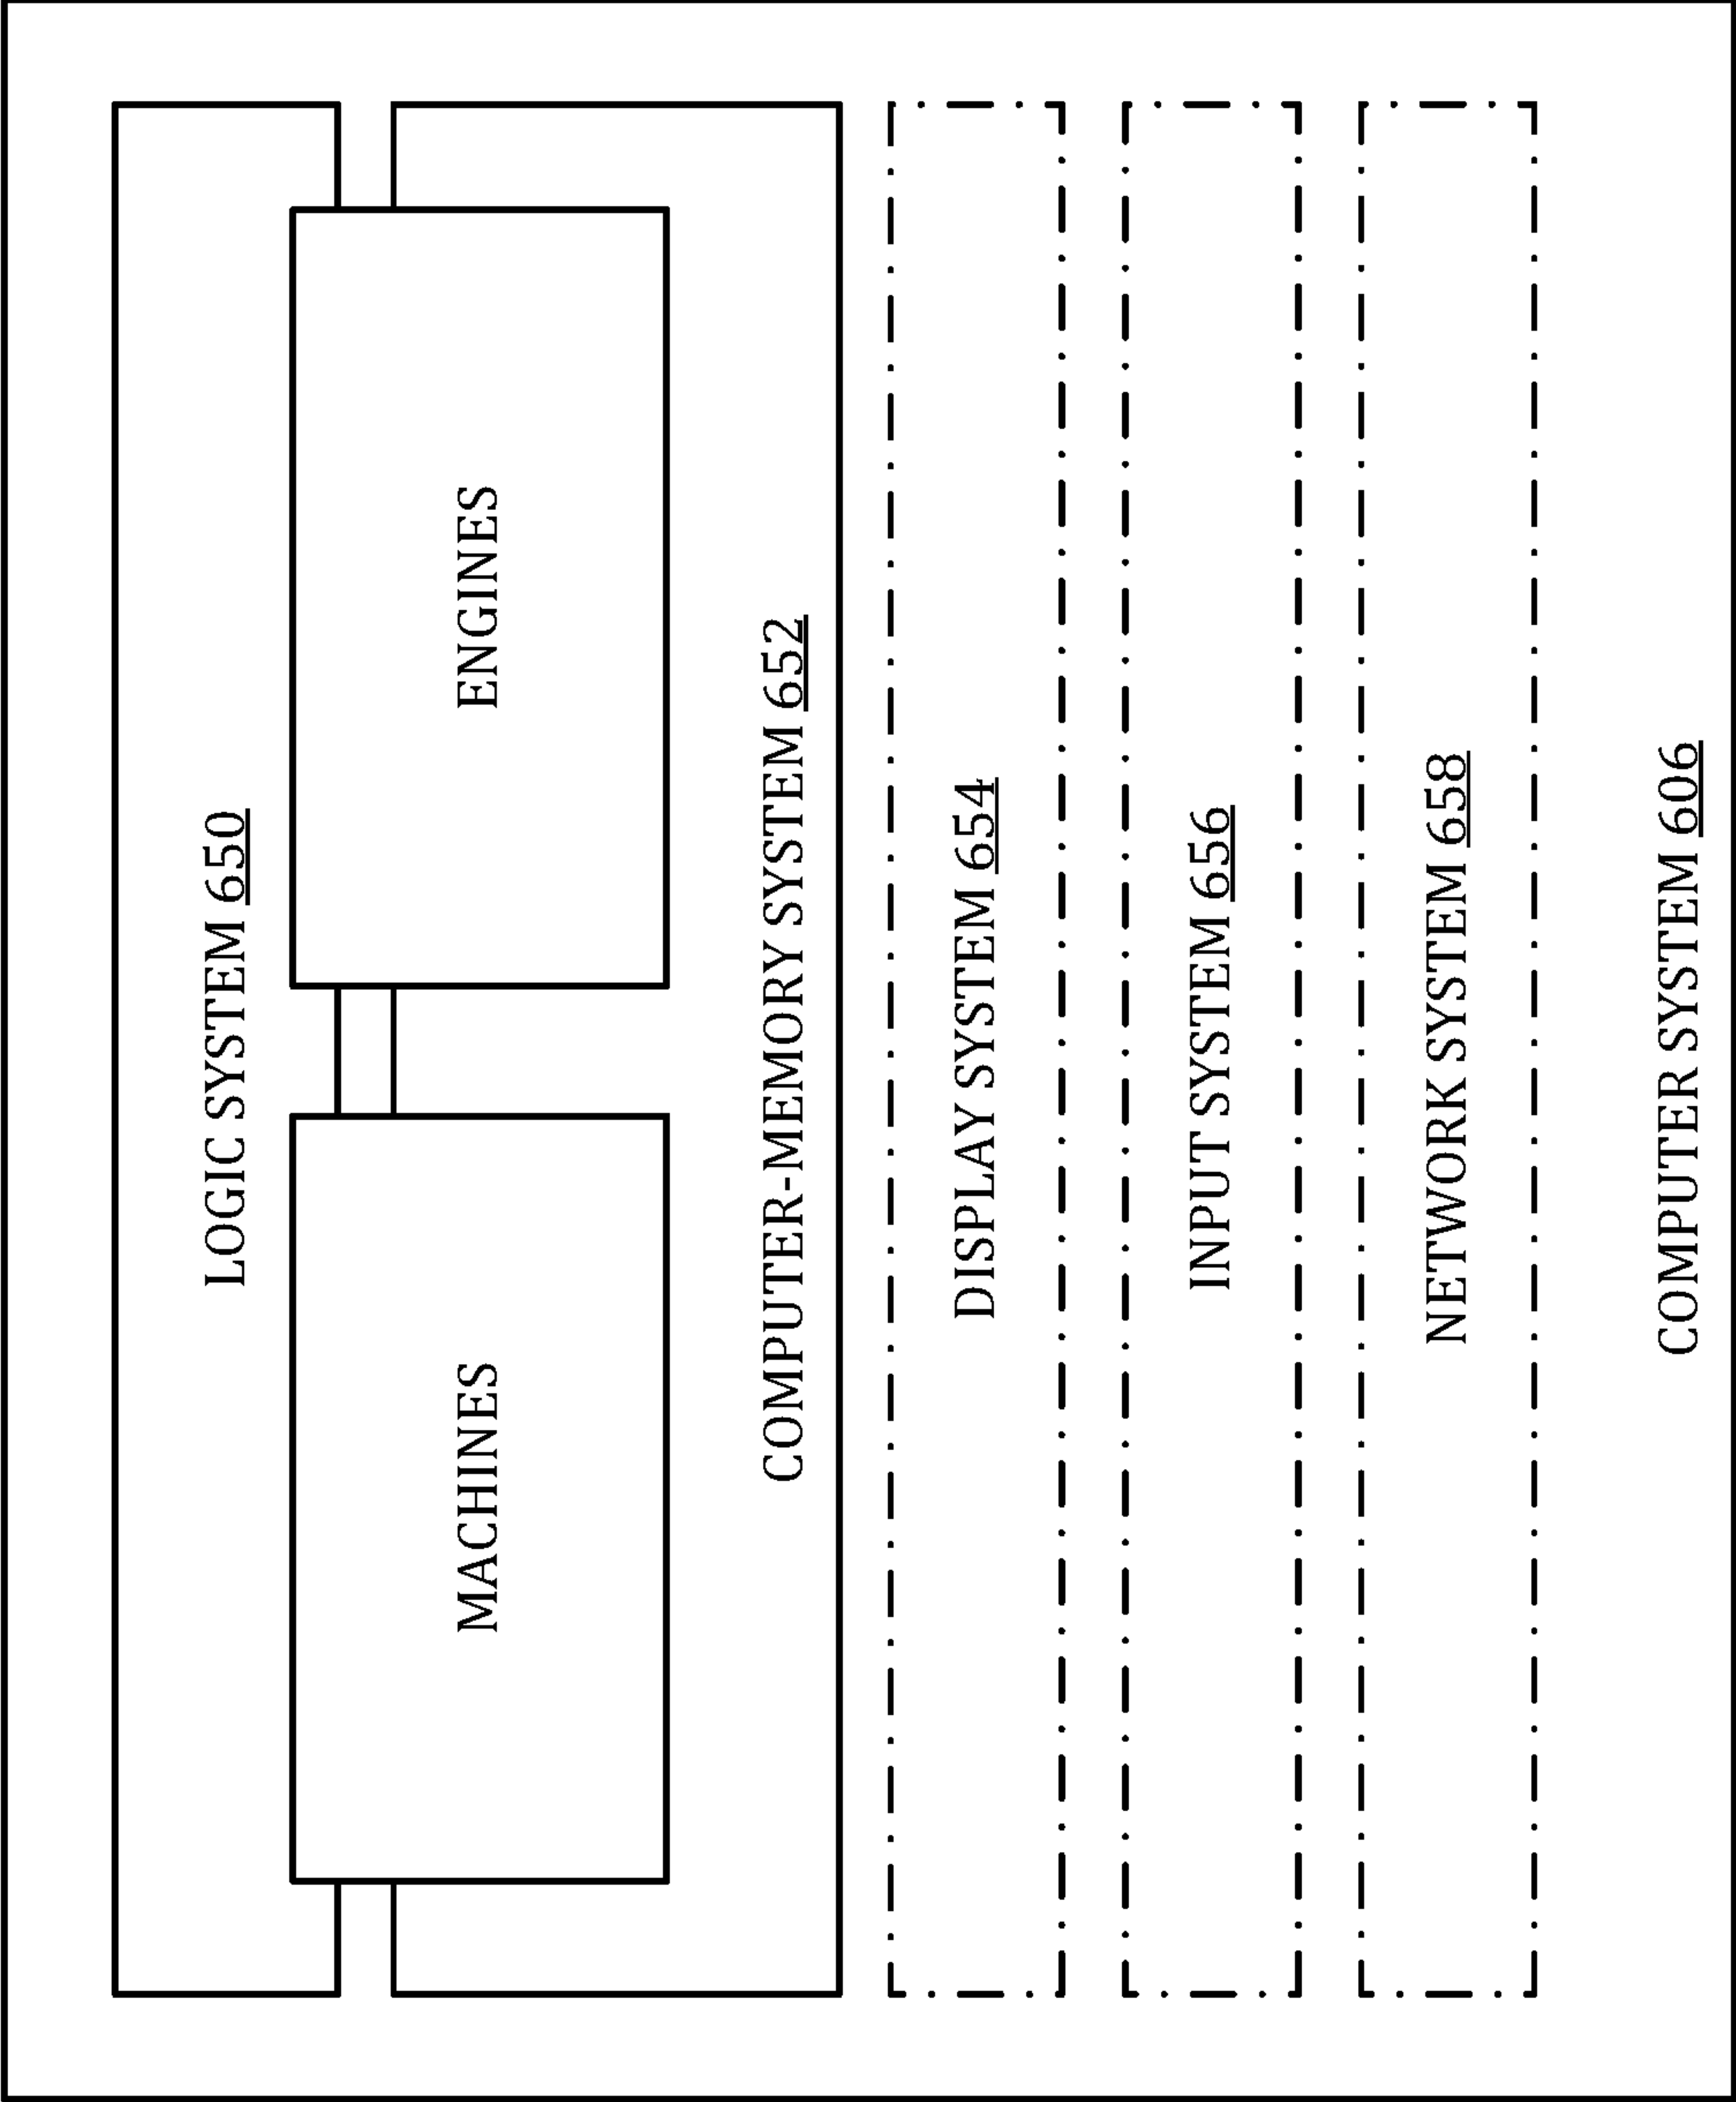 LOGIC SYSTEM 650
MACHINES
ENGINES
COMPUTER-MEMORY SYSTEM 652
DISPLAY SYSTEM 654
INPUT SYSTEM 656
NETWORK SYSTEM 658
COMPUTER SYSTEM 606